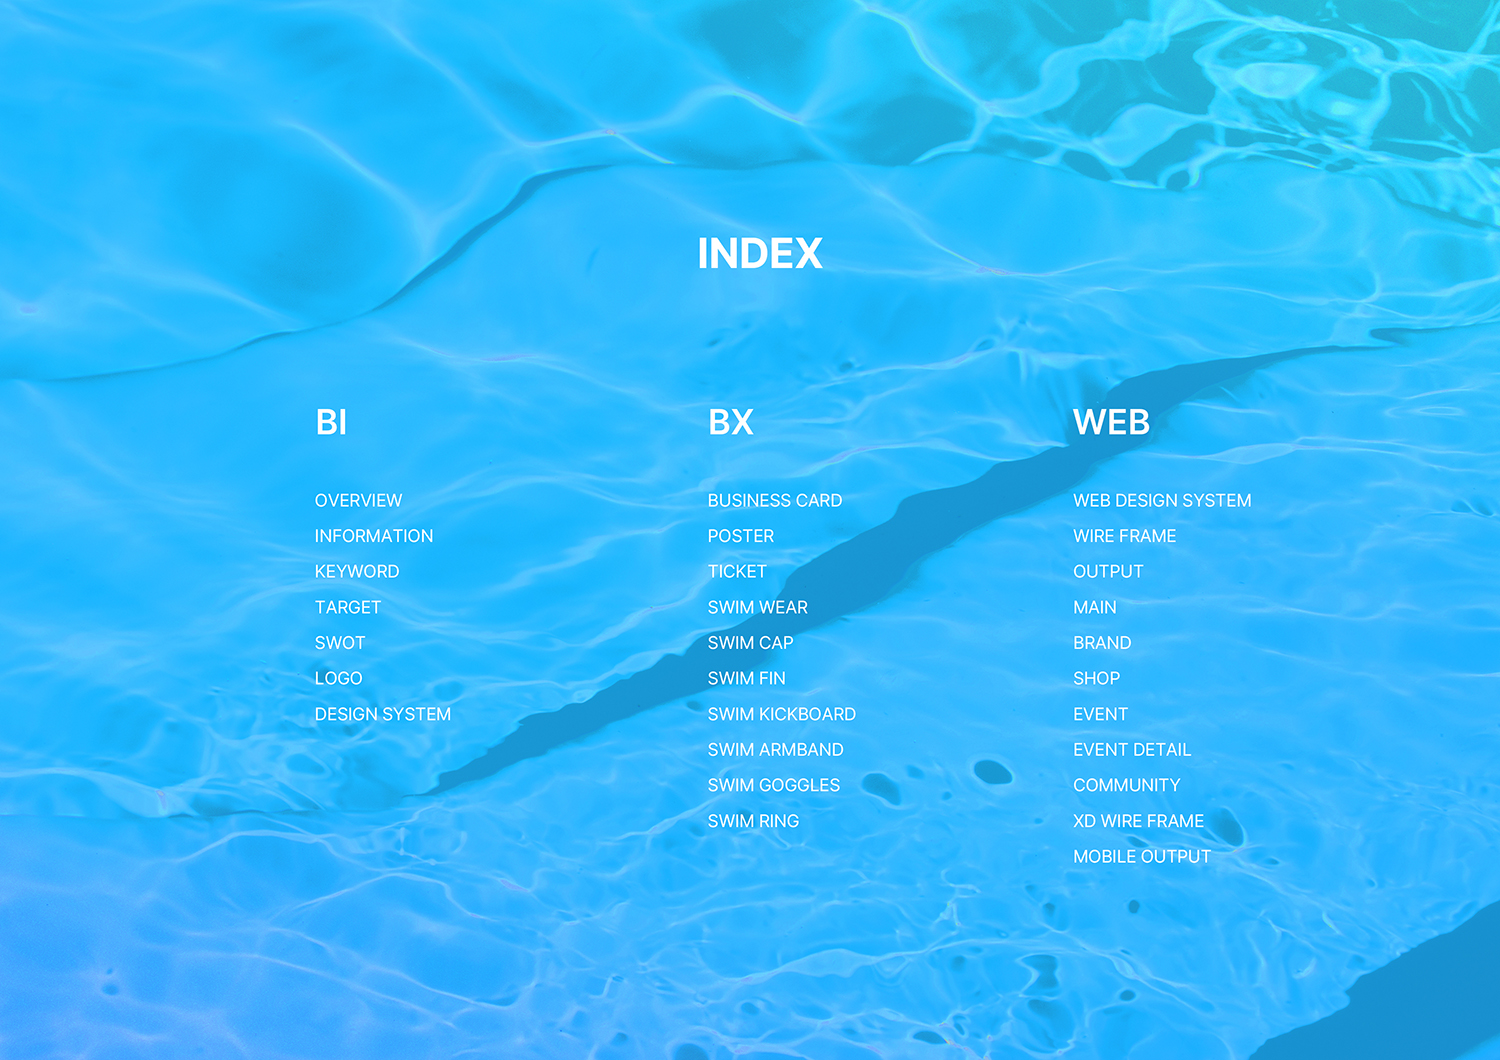 INDEX
BI
OVERVIEW
INFORMATION
KEYWORD
TARGET
SWOT
LOGO
DESIGN SYSTEM
BX
BUSINESS CARD
POSTER
TICKET
SWIM WEAR
SWIM CAP
SWIM FIN
SWIM KICKBOARD
SWIM ARMBAND
SWIM GOGGLES
SWIM RING
WEB
WEB DESIGN SYSTEM
WIRE FRAME
OUTPUT
MAIN
BRAND
SHOP
EVENT
EVENT DETAIL
COMMUNITY
XD WIRE FRAME
MOBILE OUTPUT